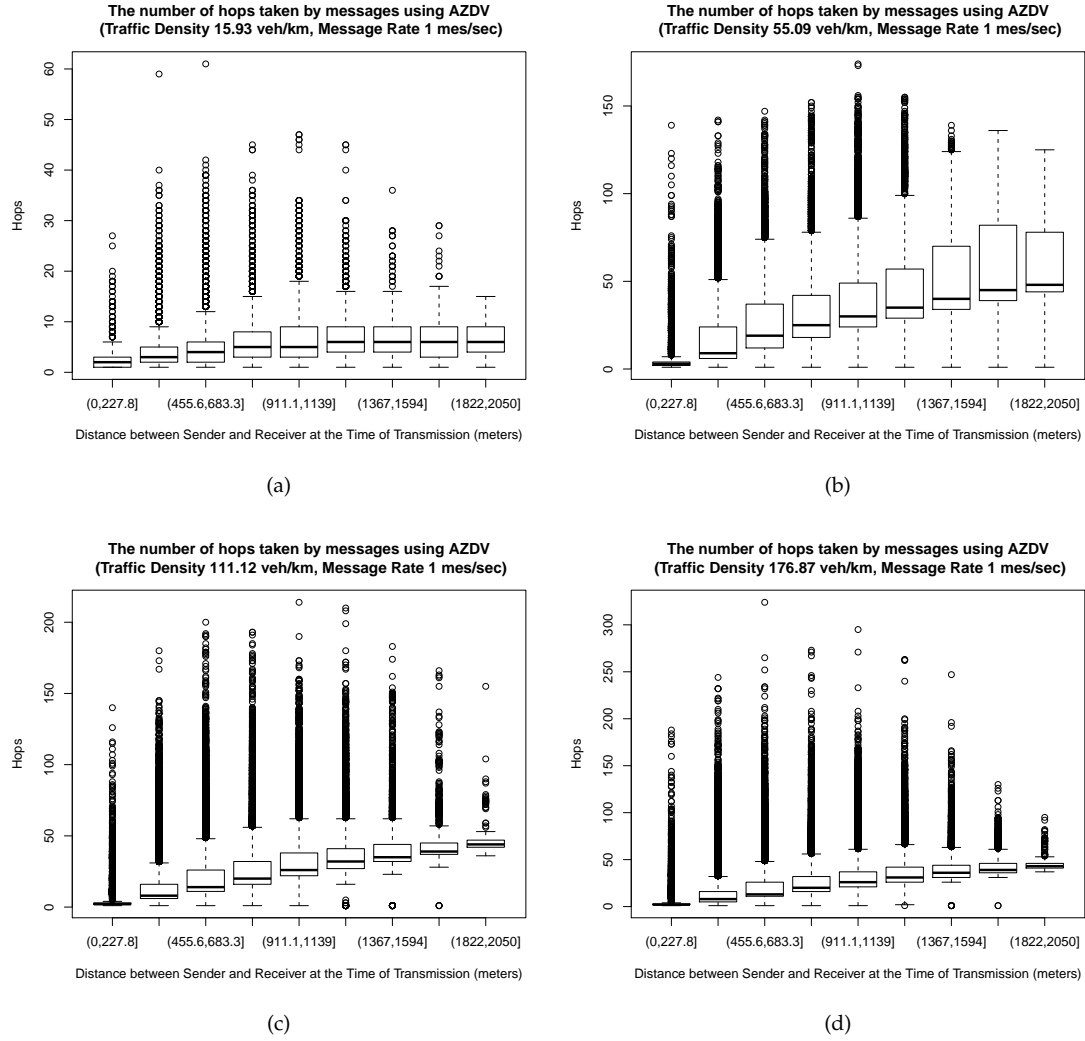 The number of hops taken by messages using AZDV
(Traffic Density 15.93 veh/km, Message Rate 1 mes/sec)
Hops
60
50
40
30
20
10
0
(0,227.8] (455.6,683.3] (911.1,1139] (1367,1594] (1822,2050]
Distance between Sender and Receiver at the Time of Transmission (meters)
(a)
The number of hops taken by messages using AZDV
(Traffic Density 55.09 veh/km, Message Rate 1 mes/sec)
Hops
150
100
50
0
(0,227.8] (455.6,683.3] (911.1,1139] (1367,1594] (1822,2050]
Distance between Sender and Receiver at the Time of Transmission (meters)
(b)
The number of hops taken by messages using AZDV
(Traffic Density 111.12 veh/km, Message Rate 1 mes/sec)
Hops
200
150
100
50
0
(0,227.8] (455.6,683.3] (911.1,1139] (1367,1594] (1822,2050]
Distance between Sender and Receiver at the Time of Transmission (meters)
(c)
The number of hops taken by messages using AZDV
(Traffic Density 176.87 veh/km, Message Rate 1 mes/sec)
Hops
300
250
200
150
100
50
0
(0,227.8] (455.6,683.3] (911.1,1139] (1367,1594] (1822,2050]
Distance between Sender and Receiver at the Time of Transmission (meters)
(d)